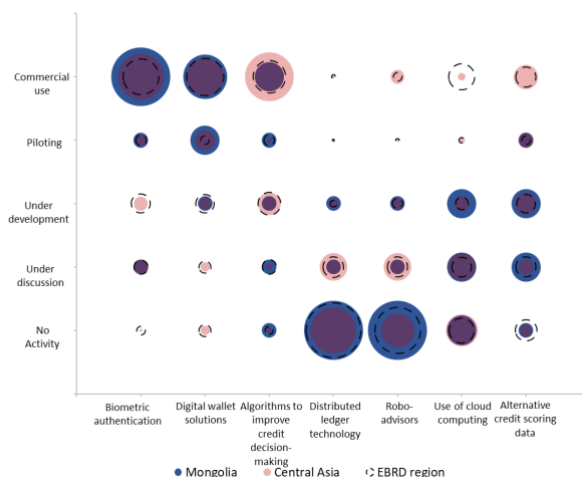 Commercial
use
Piloting
Under
development
Under
discussion
No
Activity
Biometric
authentication
Digital wallet
solutions
Algorithms to
improve
credit
decision-
making
Distributed
ledger
technology
Robo-
advisors
Use of cloud
computing
Alternative
credit scoring
data
Mongolia
Central Asia
EBRD region